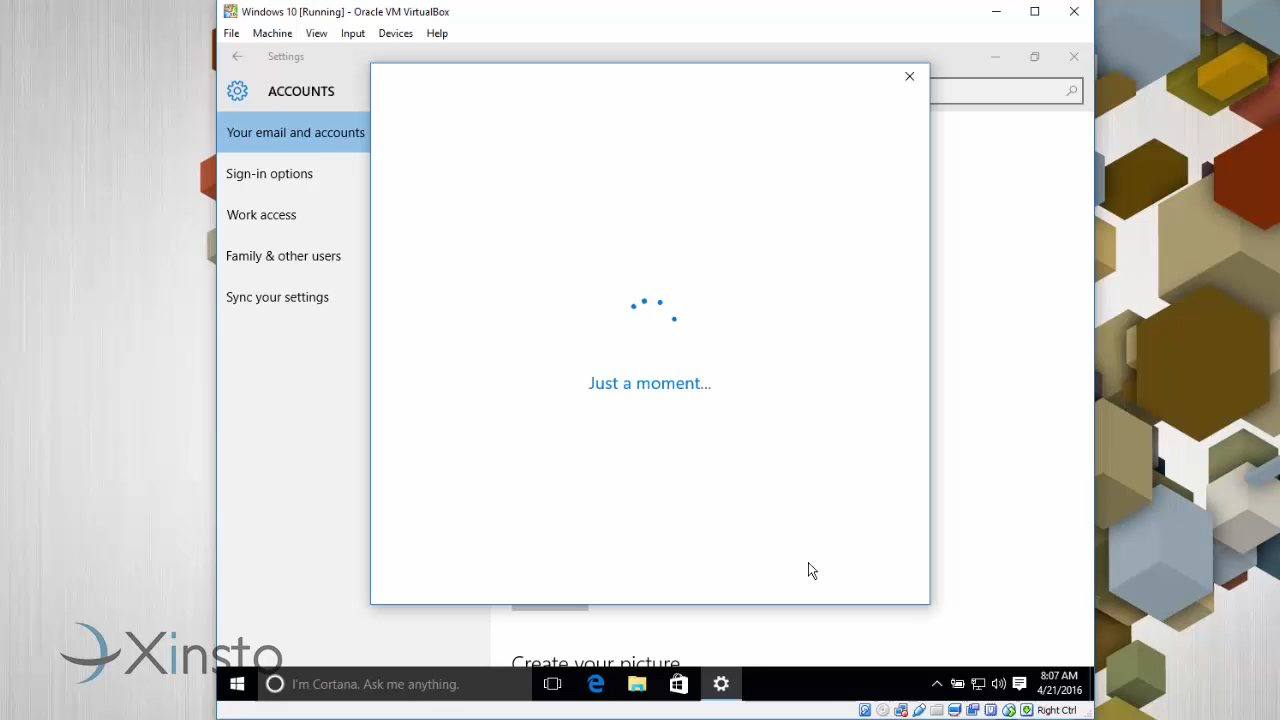 Windows 10 [Running] - Oracle VM VirtualBox
File Machine View Input Devices Help
Settings
ACCOUNTS
Your email and accounts
Sign-in options
Work access
Family & other users
Sync your settings
Just a moment...
Create your picture
Xinsto
I'm Cortana. Ask me anything.
8:07 AM
4/21/2016
Right Ctrl